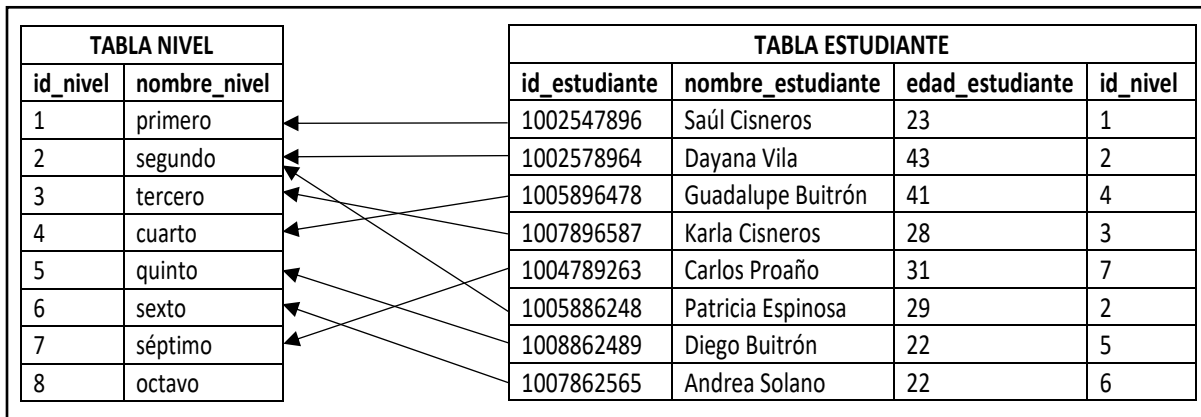 TABLA NIVEL
id_nivel nombre_nivel
1 primero
2 segundo
3 tercero
4 cuarto
5 quinto
6 sexto
7 séptimo
8 octavo
TABLA ESTUDIANTE
id_estudiante nombre_estudiante edad_estudiante id_nivel
1002547896 Saúl Cisneros 23 1
1002578964 Dayana Vila 43 2
1005896478 Guadalupe Buitrón 41 4
1007896587 Karla Cisneros 28 3
1004789263 Carlos Proaño 31 7
1005886248 Patricia Espinosa 29 2
1008862489 Diego Buitrón 22 5
1007862565 Andrea Solano 22 6